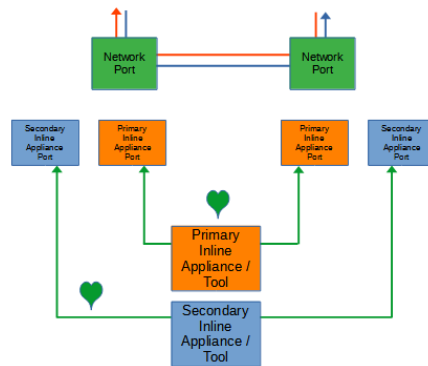 Network
Port
Network
Port
Secondary
Inline
Appliance
Port
Primary
Inline
Appliance
Port
Primary
Inline
Appliance
Port
Secondary
Inline
Appliance
Port
Primary
Inline
Appliance /
Tool
Secondary
Inline
Appliance /
Tool